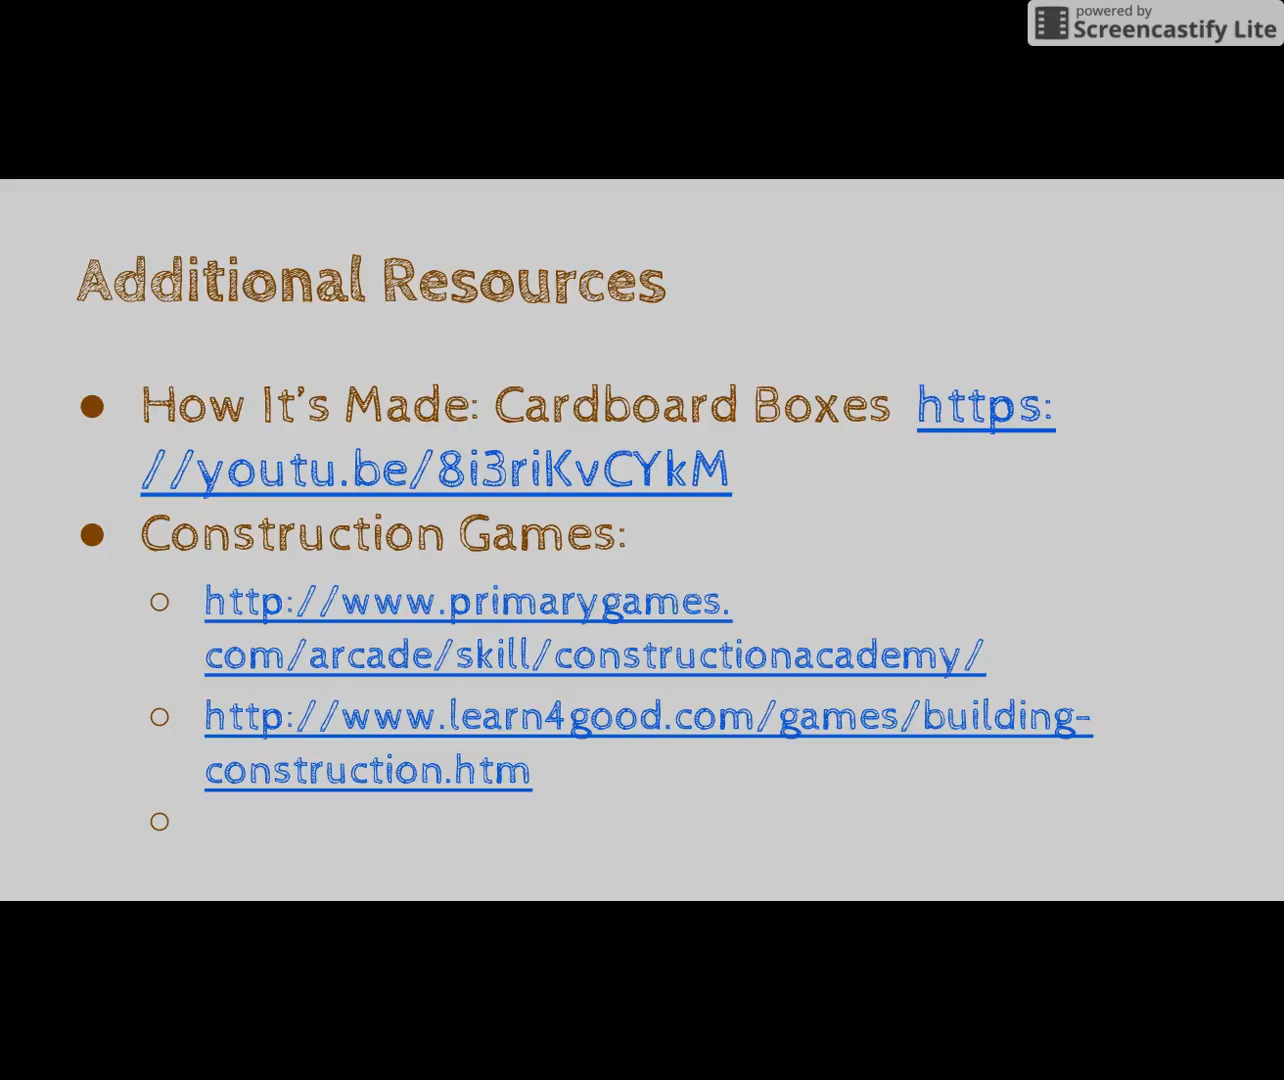 powered by
Screencastify Lite
Additional Resources
● How It's Made: Cardboard Boxes https:
//youtu.be/8i3riKvCYkM
● Construction Games:
○ http://www.primarygames.
com/arcade/skill/constructionacademy/
○ http://www.learn4good.com/games/building-
construction.htm
○